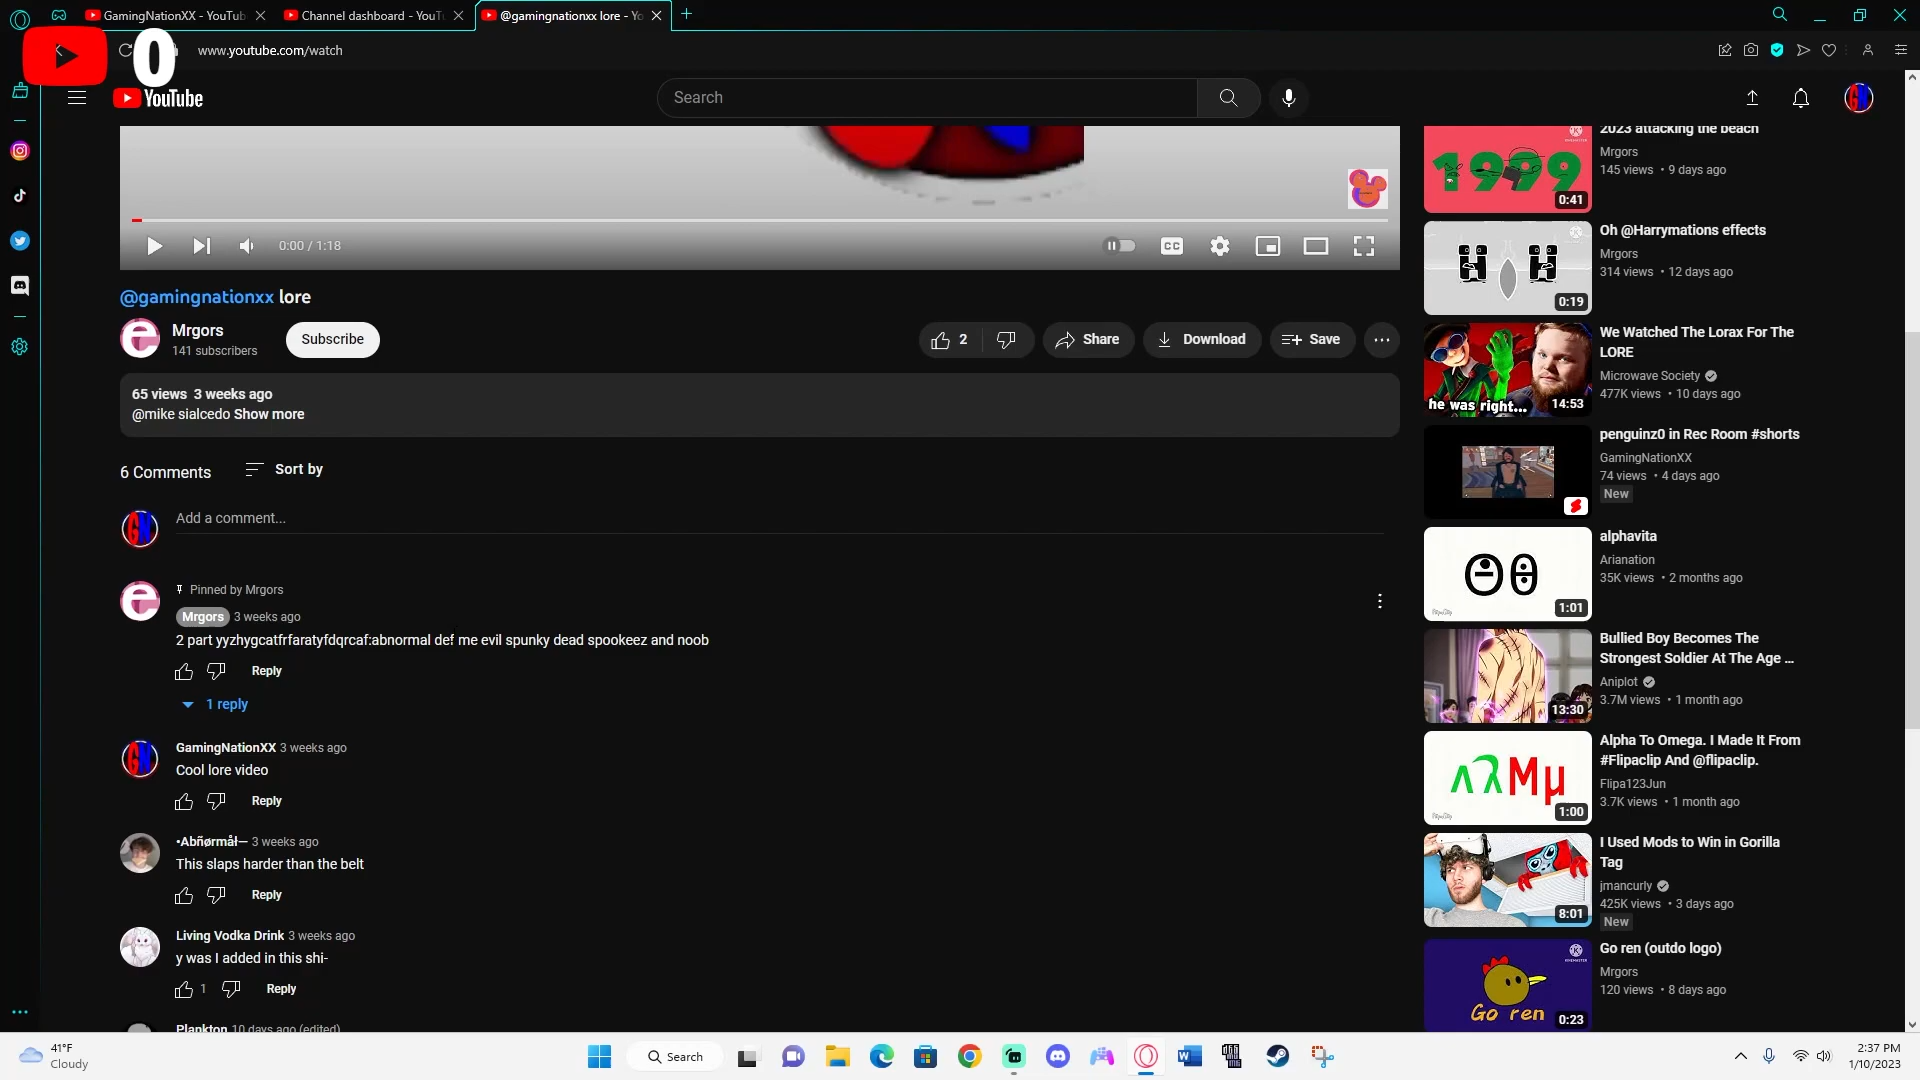 GamingNationXX - YouTub
Channel dashboard - YouTu
@gamingnationxx lore - Yo
0
www.youtube.com/watch
YouTube
Search
0:00 / 1:18
CC
@gamingnationxx lore
Mrgors
141 subscribers
Subscribe
2
Share
Download
Save
65 views 3 weeks ago
@mike sialcedo Show more
6 Comments
Sort by
Add a comment...
Pinned by Mrgors
Mrgors 3 weeks ago
2 part yyzhygcatfrfaratyfdqrcaf:abnormal def me evil spunky dead spookeez and noob
Reply
1 reply
GamingNationXX 3 weeks ago
Cool lore video
Reply
•Abñørmåł— 3 weeks ago
This slaps harder than the belt
Reply
Living Vodka Drink 3 weeks ago
y was I added in this shi-
1
Reply
Plankton 10 days ago (edited)
2023 attacking the beach
Mrgors
145 views • 9 days ago
1999
0:41
Oh @Harrymations effects
Mrgors
314 views • 12 days ago
H H
0:19
We Watched The Lorax For The
LORE
Microwave Society
477K views • 10 days ago
he was right...
14:53
penguinz0 in Rec Room #shorts
GamingNationXX
74 views • 4 days ago
New
alphavita
Arianation
35K views • 2 months ago
1:01
Bullied Boy Becomes The
Strongest Soldier At The Age ...
Aniplot
3.7M views • 1 month ago
13:30
Alpha To Omega. I Made It From
#Flipaclip And @flipaclip.
Flipa123Jun
3.7K views • 1 month ago
Mμ
1:00
I Used Mods to Win in Gorilla
Tag
jmancurly
425K views • 3 days ago
New
8:01
Go ren (outdo logo)
Mrgors
120 views • 8 days ago
Go ren
0:23
41°F
Cloudy
Search
2:37 PM
1/10/2023